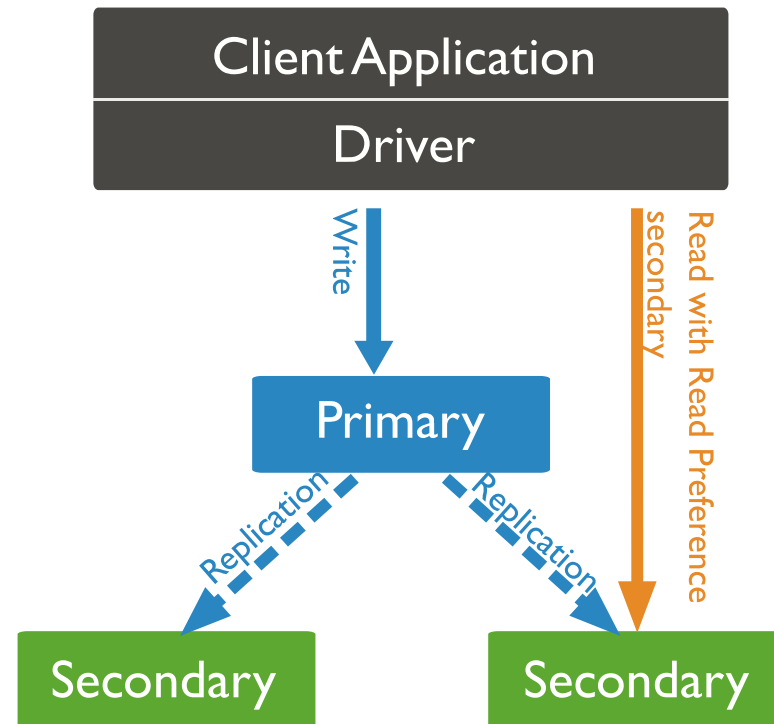 Client Application
Driver
Write
Read with Read Preference
secondary
Primary
Replication
Replication
Secondary
Secondary